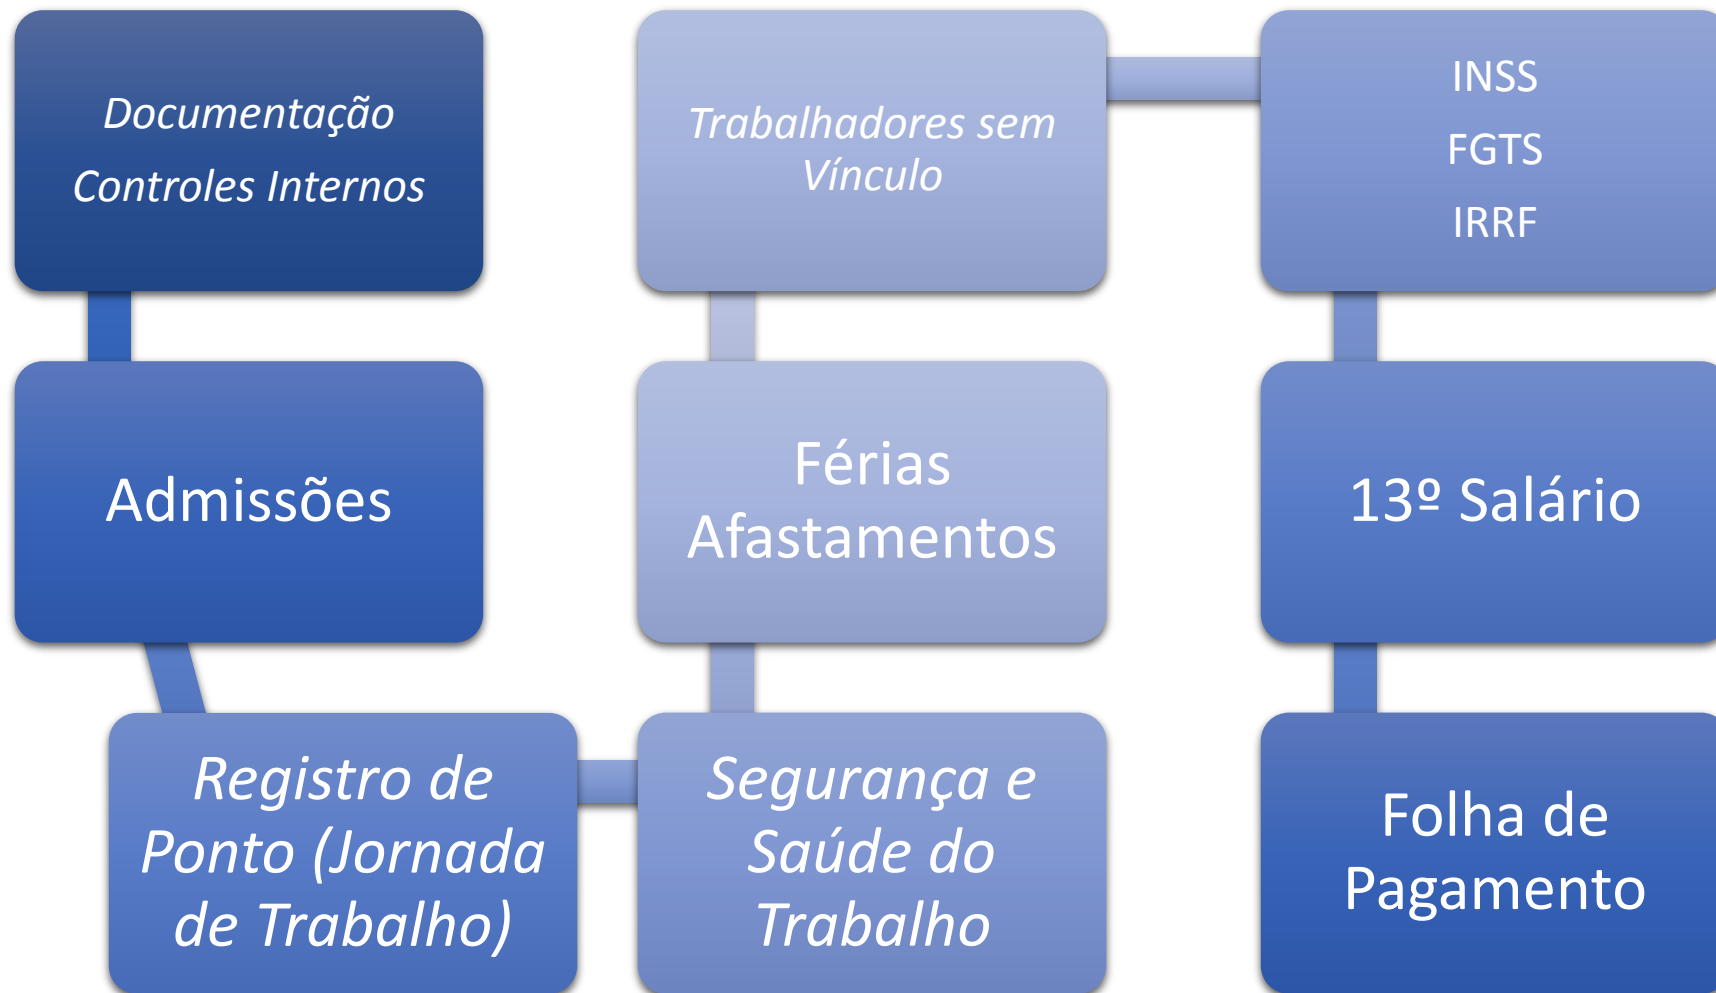 Documentação
Controles Internos
Admissões
Registro de
Ponto (Jornada
de Trabalho)
Segurança e
Saúde do
Trabalho
Férias
Afastamentos
Trabalhadores sem
Vínculo
INSS
FGTS
IRRF
13º Salário
Folha de
Pagamento